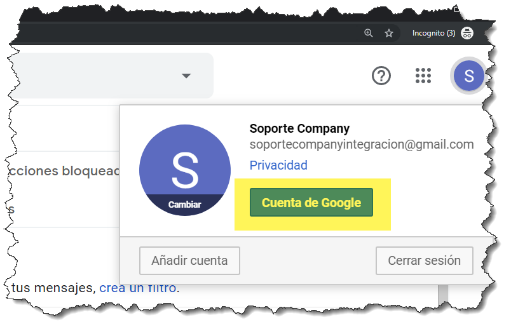 Incognito (3)
S
Soporte Company
soportecompanyintegracion@gmail.com
Privacidad
S
Cambiar
Cuenta de Google
cciones bloquead
s
Añadir cuenta
Cerrar sesión
tus mensajes, crea un filtro.